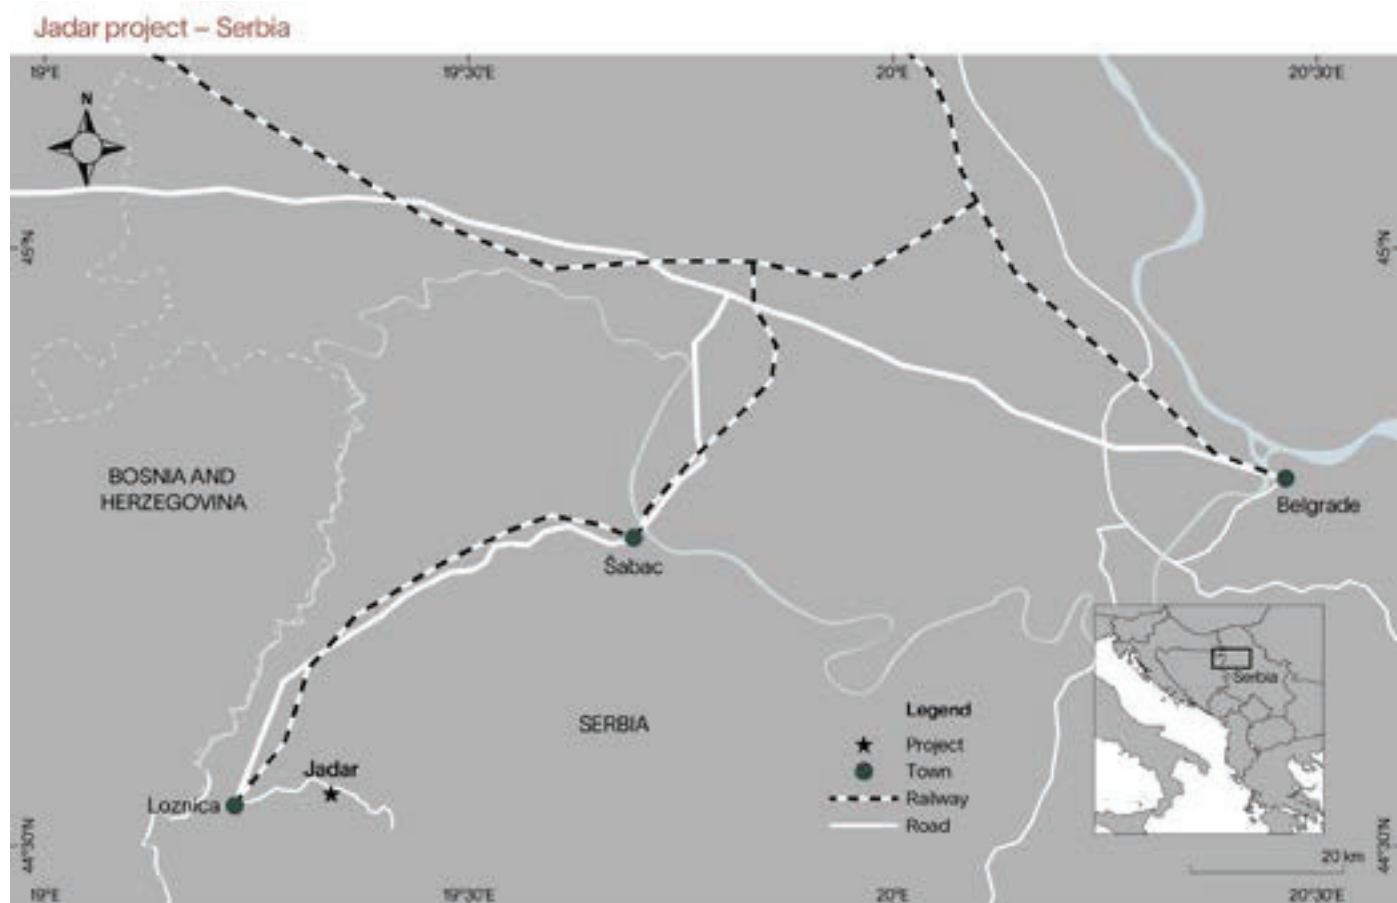 Jadar project – Serbia
19°E
19°30'E
20°E
20°30'E
N
45°N
45°N
BOSNIA AND
HERZEGOVINA
Belgrade
Šabac
Serbia
SERBIA
Legend
Project
Town
Railway
Road
Jadar
Loznica
44°30'N
44°30'N
20 km
19°E
19°30'E
20°E
20°30'E